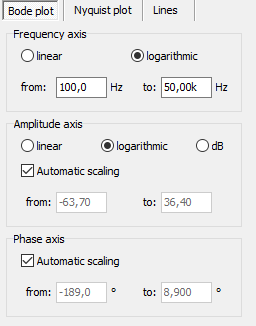 Bode plot Nyquist plot Lines
Frequency axis
linear logarithmic
from: 100,0 Hz to: 50,00k Hz
Amplitude axis
linear logarithmic dB
Automatic scaling
from: -63,70 to: 36,40
Phase axis
Automatic scaling
from: -189,0 ° to: 8,900 °